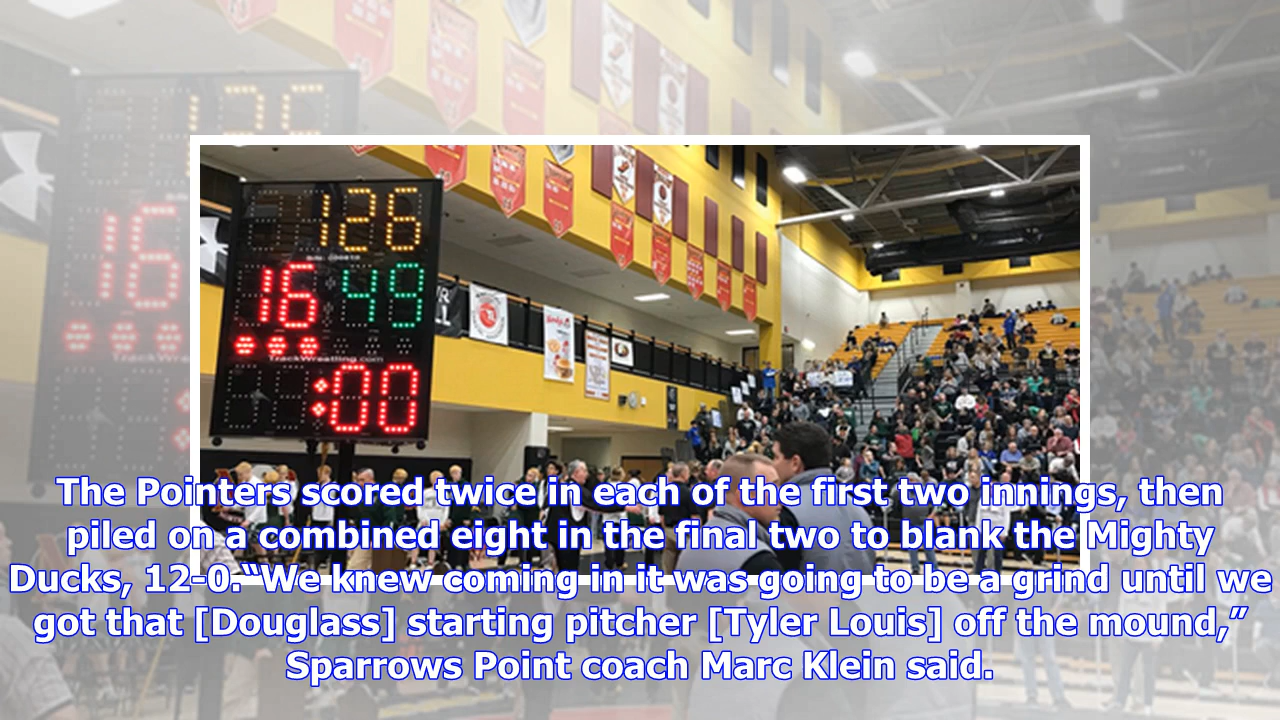 126
16 49
TrackWrestling.com
:00
The Pointers scored twice in each of the first two innings, then
piled on a combined eight in the final two to blank the Mighty
Ducks, 12-0.“We knew coming in it was going to be a grind until we
got that [Douglass] starting pitcher [Tyler Louis] off the mound,”
Sparrows Point coach Marc Klein said.